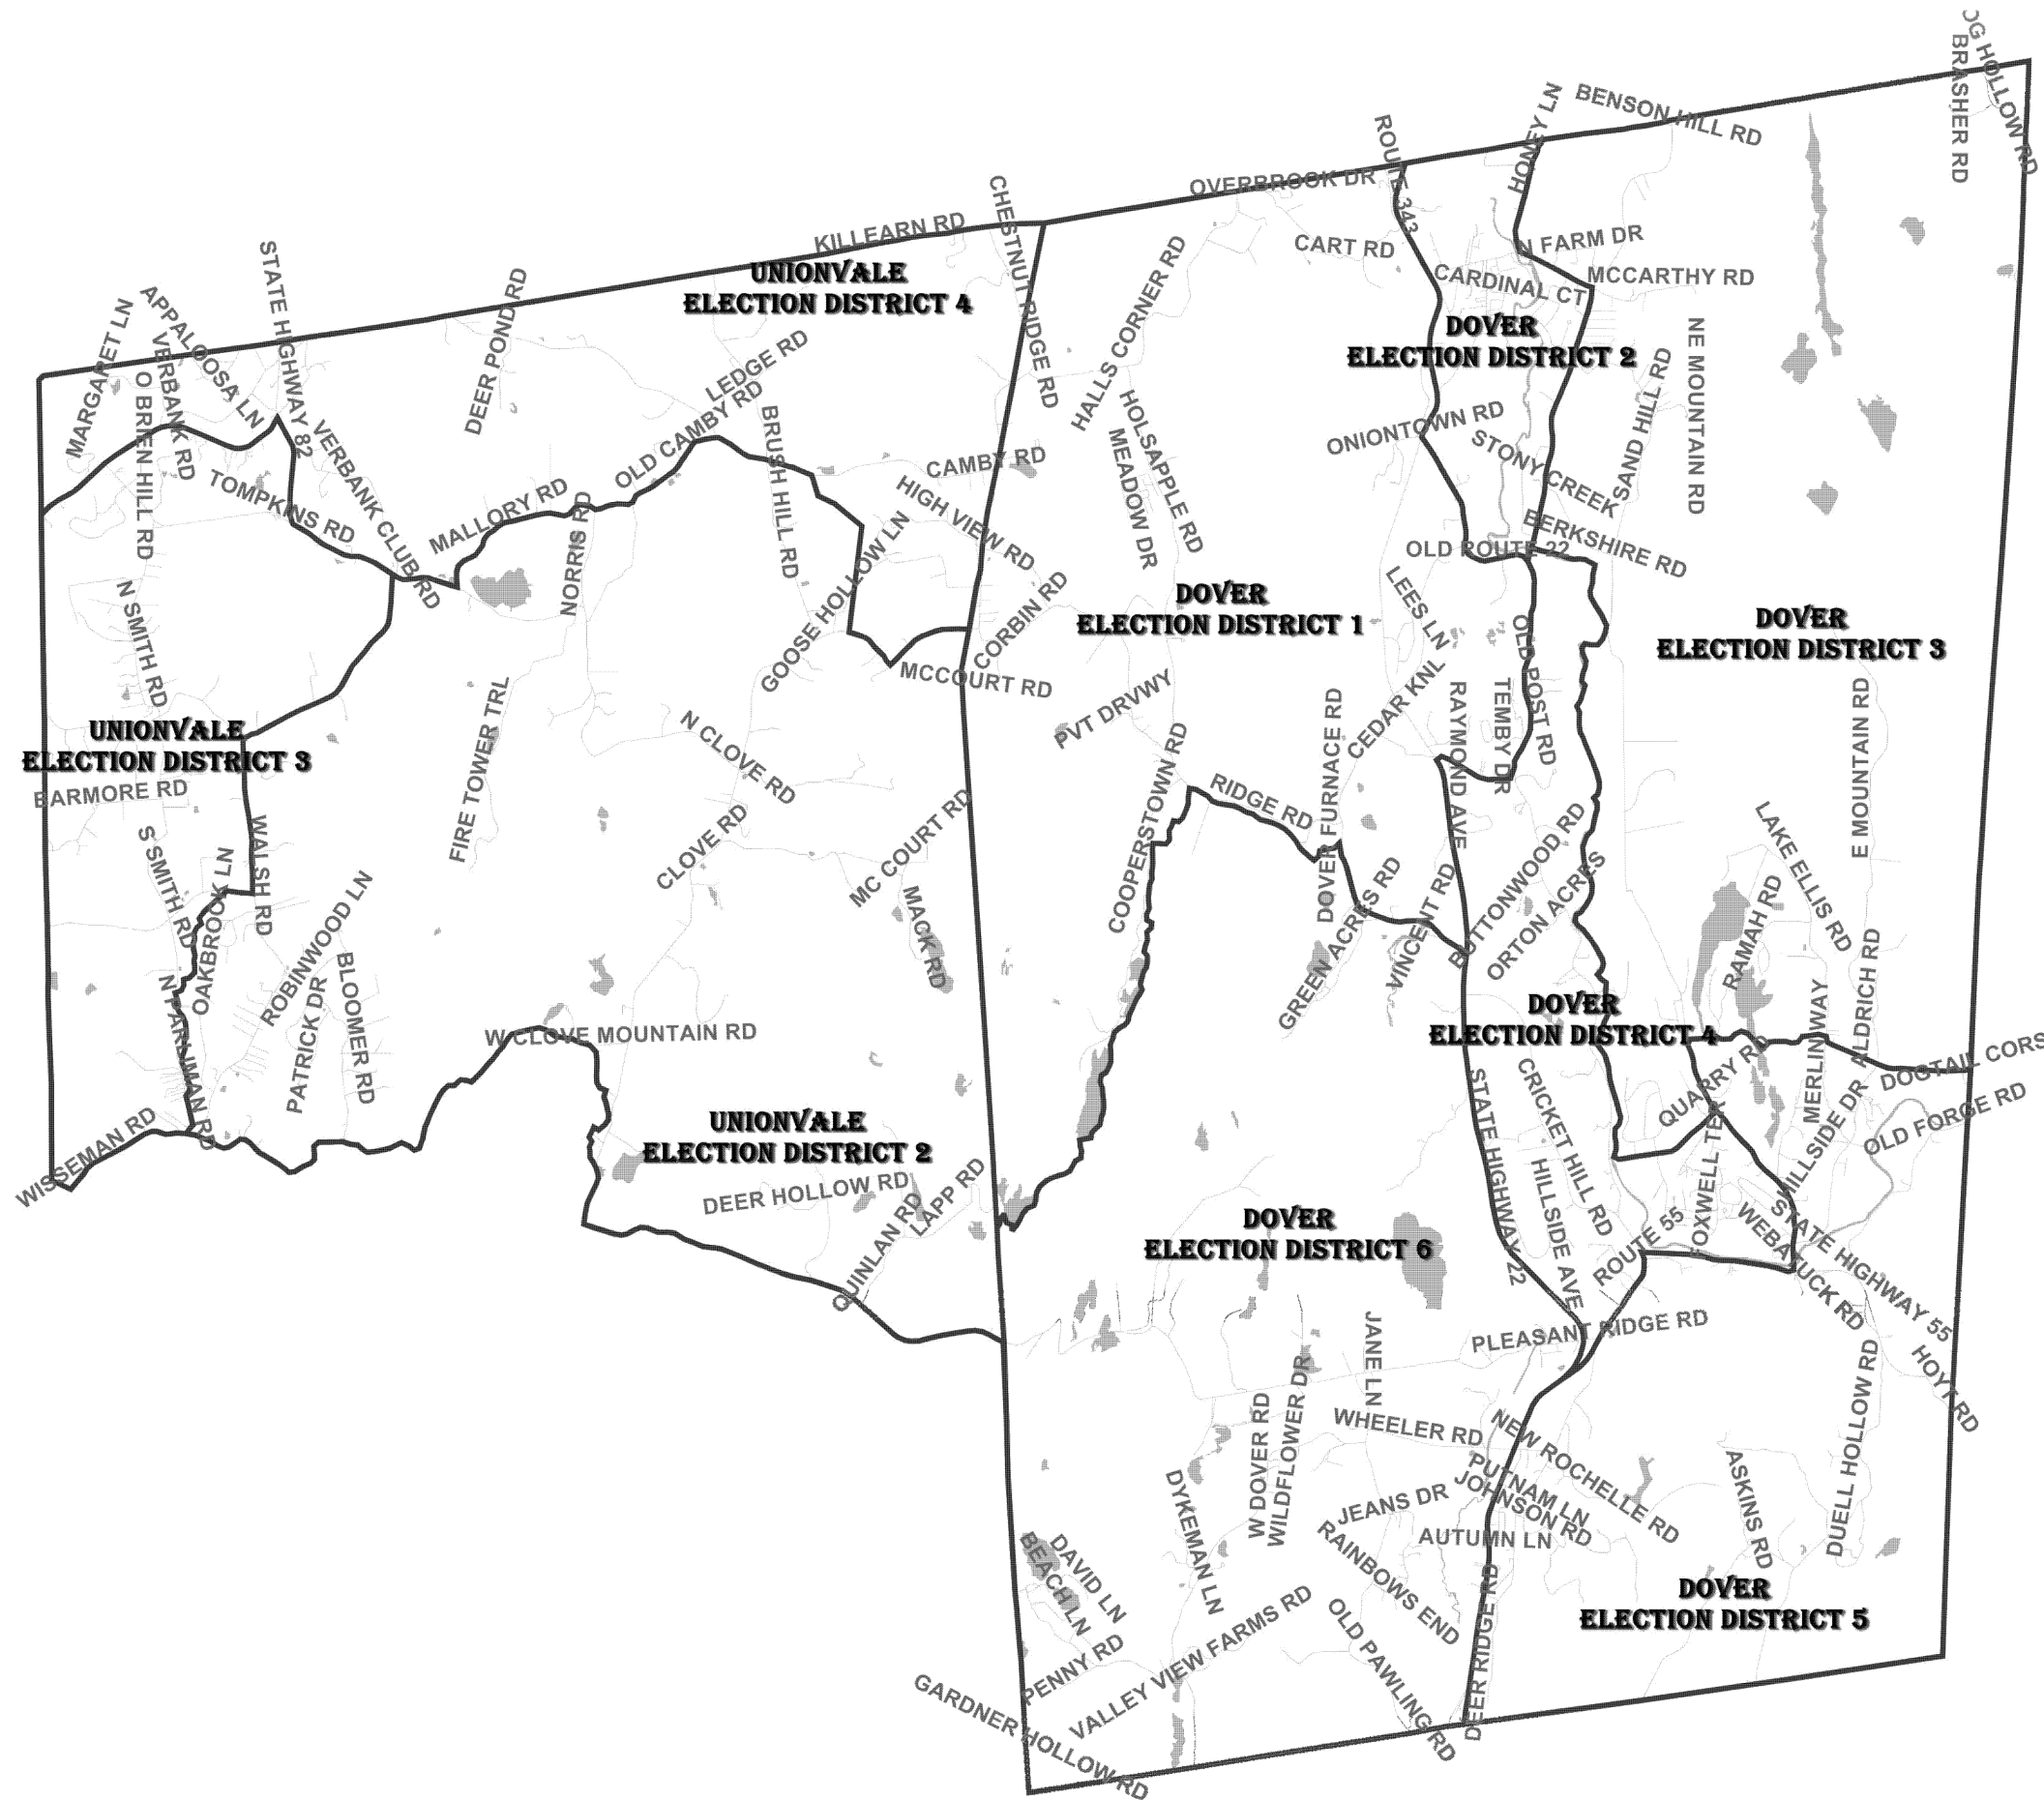 BRASHER RD
HONEY LN
BENSON HILL RD
ROUTE 343
OVERBROOK DR
CHESTNUT RIDGE RD
KILLEARN RD
CART RD
N FARM DR
CARDINAL CT
MCCARTHY RD
UNIONVALE
ELECTION DISTRICT 4
STATE HIGHWAY 82
MARGARET LN
APPALOOSA LN
VERBANK RD
O BRIEN HILL RD
DEER POND RD
HALLS CORNER RD
DOVER
ELECTION DISTRICT 2
NE MOUNTAIN RD
SAND HILL RD
LEDGE RD
OLD CAMBY RD
BRUSH HILL RD
HOLSAPPLE RD
MEADOW DR
ONIONTOWN RD
STONY CREEK
VERBANK CLUB RD
TOMPKINS RD
MALLORY RD
NORRIS RD
CAMBY RD
HIGH VIEW RD
GOOSE HOLLOW LN
BERKSHIRE RD
OLD ROUTE 22
LEES LN
CORBIN RD
DOVER
ELECTION DISTRICT 1
DOVER
ELECTION DISTRICT 3
N SMITH RD
OLD POST RD
MCCOURT RD
PVT DRVWY
CEDAR KNL
RAYMOND AVE
TEMBY DR
E MOUNTAIN RD
FIRE TOWER TRL
N CLOVE RD
UNIONVALE
ELECTION DISTRICT 3
BARMORE RD
COOPERSTOWN RD
RIDGE RD
DOVER FURNACE RD
CLOVE RD
MC COURT RD
MACK RD
S SMITH RD
WALSH RD
OAKBROOK LN
ROBINWOOD LN
PATRICK DR
BLOOMER RD
N PARLIMAN RD
GREEN ACRES RD
VINCENT RD
BUTTONWOOD RD
ORTON ACRES
LAKE ELLIS RD
RAMAH RD
ALDRICH RD
DOVER
ELECTION DISTRICT 4
W CLOVE MOUNTAIN RD
QUARRY RD
MERLIN WAY
DOGTAIL CORS
OLD FORGE RD
HILLSIDE DR
WISSEMAN RD
UNIONVALE
ELECTION DISTRICT 2
DEER HOLLOW RD
LAPP RD
QUINLAN RD
STATE HIGHWAY 22
CRICKET HILL RD
HILLSIDE AVE
FOXWELL TER
ROUTE 55
WEBATUCK RD
STATE HIGHWAY 55
DOVER
ELECTION DISTRICT 6
PLEASANT RIDGE RD
JANE LN
HOYT RD
DUELL HOLLOW RD
W DOVER RD
WILDFLOWER DR
WHEELER RD
NEW ROCHELLE RD
PUTNAM LN
JOHNSON RD
JEANS DR
AUTUMN LN
ASKINS RD
DYKEMAN LN
RAINBOWS END
DAVID LN
BEACH LN
DOVER
ELECTION DISTRICT 5
PENNY RD
VALLEY VIEW FARMS RD
OLD PAWLING RD
DEER RIDGE RD
GARDNER HOLLOW RD